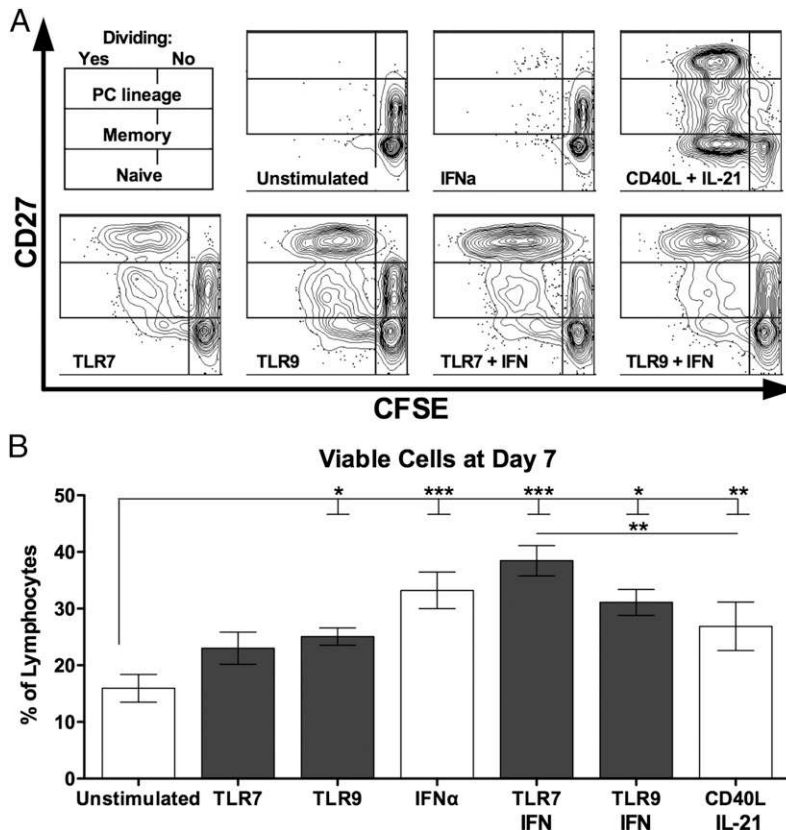 A
Dividing:
Yes No
PC lineage
Memory
Naive
Unstimulated
IFNa
CD40L + IL-21
TLR7
TLR9
TLR7 + IFN
TLR9 + IFN
CD27
CFSE
B
Viable Cells at Day 7
% of Lymphocytes
50
40
30
20
10
0
* *** *** * **
**
Unstimulated TLR7 TLR9 IFNα TLR7 TLR9 CD40L
IFN IFN IL-21